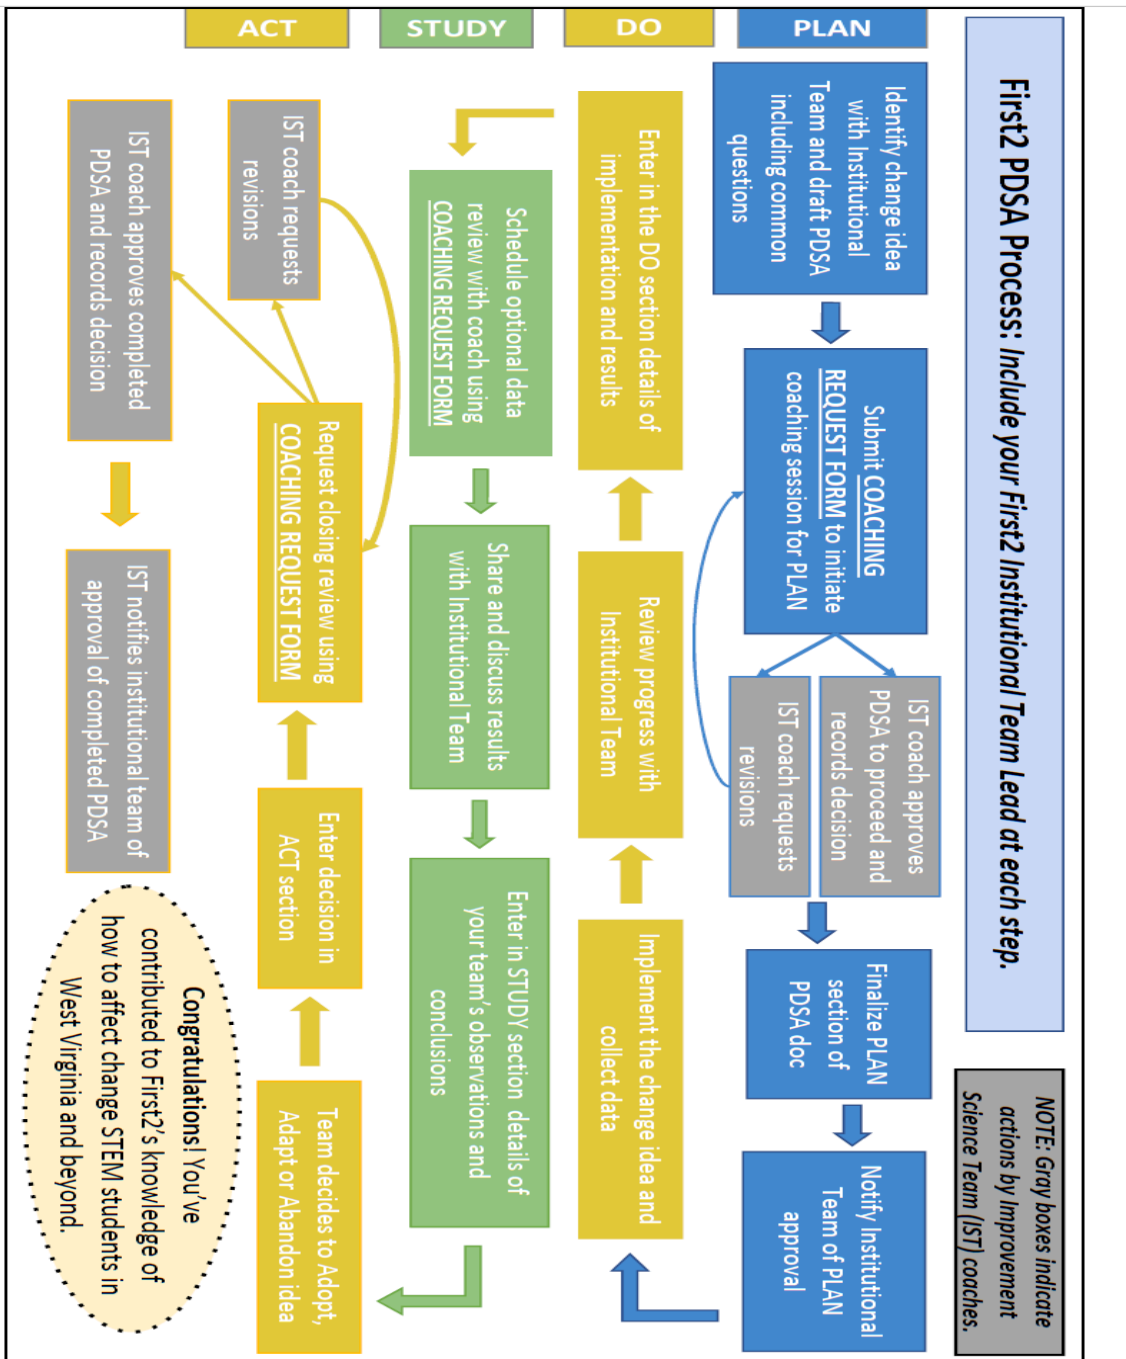 First2 PDSA Process: Include your First2 Institutional Team Lead at each step.
NOTE: Gray boxes indicate
actions by Improvement
Science Team (IST) coaches.
PLAN
Identify change idea
with Institutional
Team and draft PDSA
including common
questions
Submit COACHING
REQUEST FORM to initiate
coaching session for PLAN
IST coach approves
PDSA to proceed and
records decision
IST coach requests
revisions
Finalize PLAN
section of
PDSA doc
Notify Institutional
Team of PLAN
approval
DO
Implement the change idea and
collect data
Review progress with
Institutional Team
Enter in the DO section details of
implementation and results
STUDY
Schedule optional data
review with coach using
COACHING REQUEST FORM
Share and discuss results
with Institutional Team
Enter in STUDY section details of
your team's observations and
conclusions
ACT
Team decides to Adopt,
Adapt or Abandon idea
Enter decision in
ACT section
Request closing review using
COACHING REQUEST FORM
IST coach requests
revisions
IST coach approves completed
PDSA and records decision
IST notifies institutional team of
approval of completed PDSA
Congratulations! You've
contributed to First2's knowledge of
how to affect change STEM students in
West Virginia and beyond.